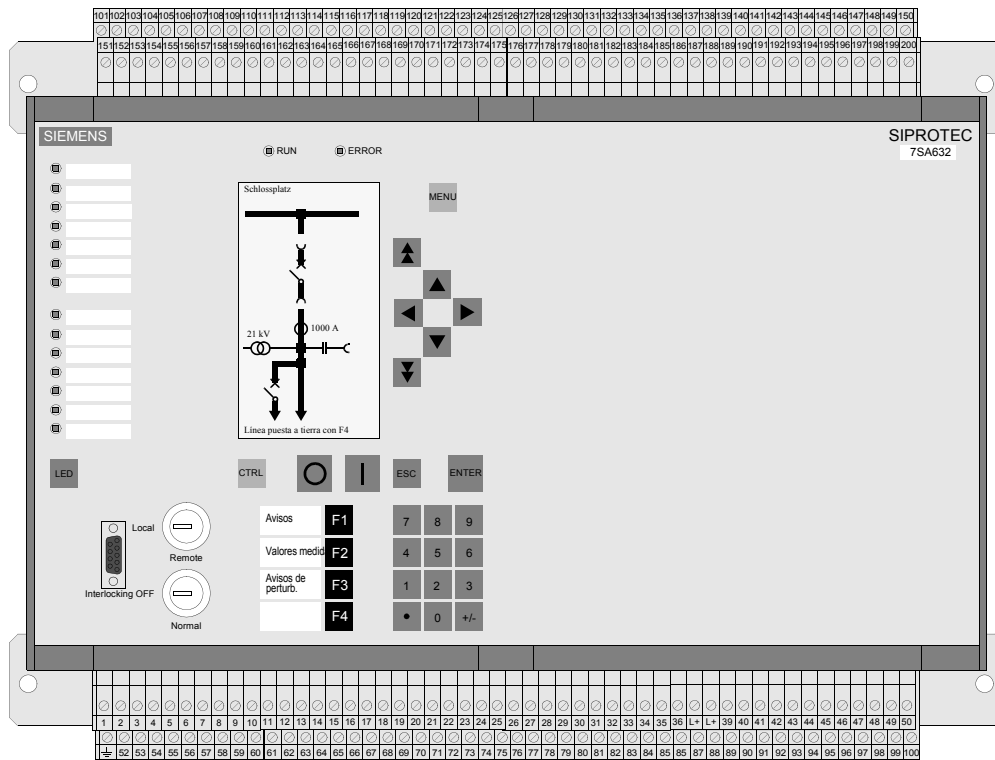 101 102 103 104 105 106 107 108 109 110 111 112 113 114 115 116 117 118 119 120 121 122 123 124 125 126 127 128 129 130 131 132 133 134 135 136 137 138 139 140 141 142 143 144 145 146 147 148 149 150
151 152 153 154 155 156 157 158 159 160 161 162 163 164 165 166 167 168 169 170 171 172 173 174 175 176 177 178 179 180 181 182 183 184 185 186 187 188 189 190 191 192 193 194 195 196 197 198 199 200
SIEMENS
SIPROTEC
7SA632
RUN
ERROR
Schlossplatz
MENU
1000 A
21 kV
Línea puesta a tierra con F4
LED
CTRL
ESC
ENTER
Avisos
F1
7 8 9
Local
Remote
Valores medid
F2
4 5 6
Avisos de
perturb.
F3
1 2 3
Interlocking OFF
Normal
F4
• 0 +/-
1 2 3 4 5 6 7 8 9 10 11 12 13 14 15 16 17 18 19 20 21 22 23 24 25 26 27 28 29 30 31 32 33 34 35 36 L+ L+ 39 40 41 42 43 44 45 46 47 48 49 50
52 53 54 55 56 57 58 59 60 61 62 63 64 65 66 67 68 69 70 71 72 73 74 75 76 77 78 79 80 81 82 83 84 85 85 87 88 89 90 91 92 93 94 95 96 97 98 99 100